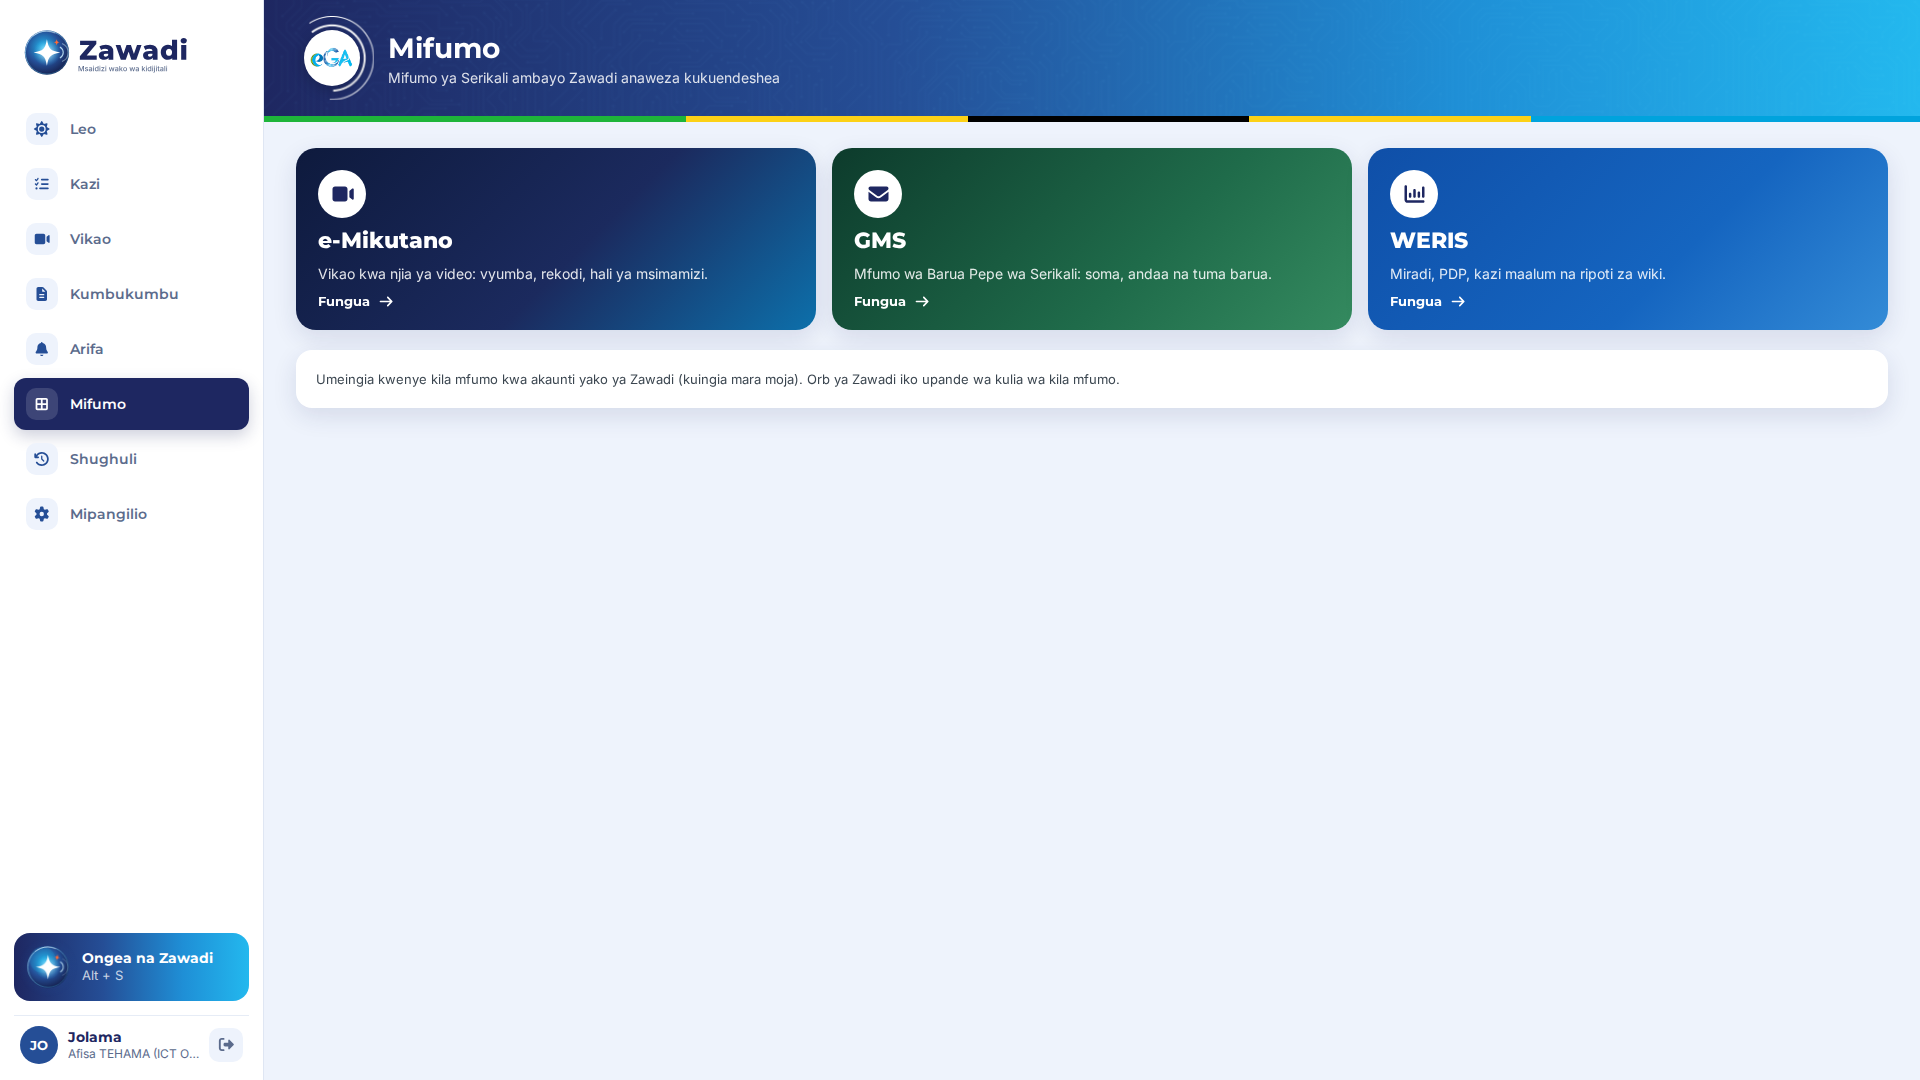 Zawadi
Msaidizi wako wa kidijitali
Leo
Kazi
Vikao
Kumbukumbu
Arifa
Mifumo
Shughuli
Mipangilio
Ongea na Zawadi
Alt + S
JO
Jolama
Afisa TEHAMA (ICT O...
eGA
Mifumo
Mifumo ya Serikali ambayo Zawadi anaweza kukuendeshea
e-Mikutano
Vikao kwa njia ya video: vyumba, rekodi, hali ya msimamizi.
Fungua
GMS
Mfumo wa Barua Pepe wa Serikali: soma, andaa na tuma barua.
Fungua
WERIS
Miradi, PDP, kazi maalum na ripoti za wiki.
Fungua
Umeingia kwenye kila mfumo kwa akaunti yako ya Zawadi (kuingia mara moja). Orb ya Zawadi iko upande wa kulia wa kila mfumo.